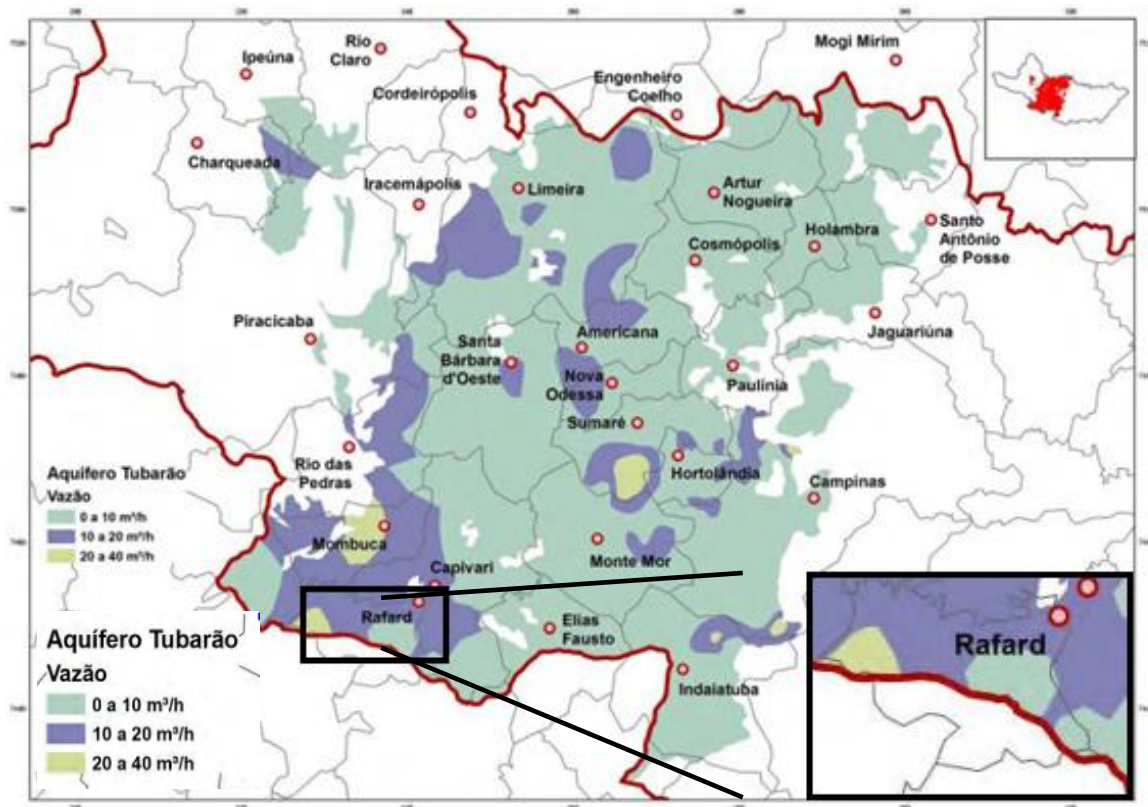 Rio
Claro
Ipeúna
Mogi Mirim
Engenheiro
Coelho
Cordeirópolis
Charqueada
Iracemápolis
Limeira
Artur
Nogueira
Holambra
Santo
Antônio
de Posse
Cosmópolis
Piracicaba
Santa
Bárbara
d'Oeste
Americana
Nova
Odessa
Jaguariúna
Paulínia
Sumaré
Rio das
Pedras
Hortolândia
Campinas
Aquífero Tubarão
Vazão
0 a 10 m³/h
10 a 20 m³/h
20 a 40 m³/h
Mombuca
Monte Mor
Capivari
Rafard
Elias
Fausto
Indaiatuba
Aquífero Tubarão
Vazão
0 a 10 m³/h
10 a 20 m³/h
20 a 40 m³/h
Rafard